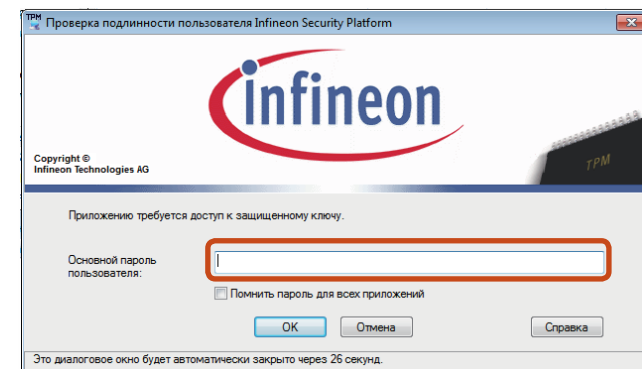 TPM Проверка подлинности пользователя Infineon Security Platform
infineon
Copyright ©
Infineon Technologies AG
TPM
Приложению требуется доступ к защищенному ключу.
Основной пароль
пользователя:
Помнить пароль для всех приложений
OK Отмена Справка
Это диалоговое окно будет автоматически закрыто через 26 секунд.